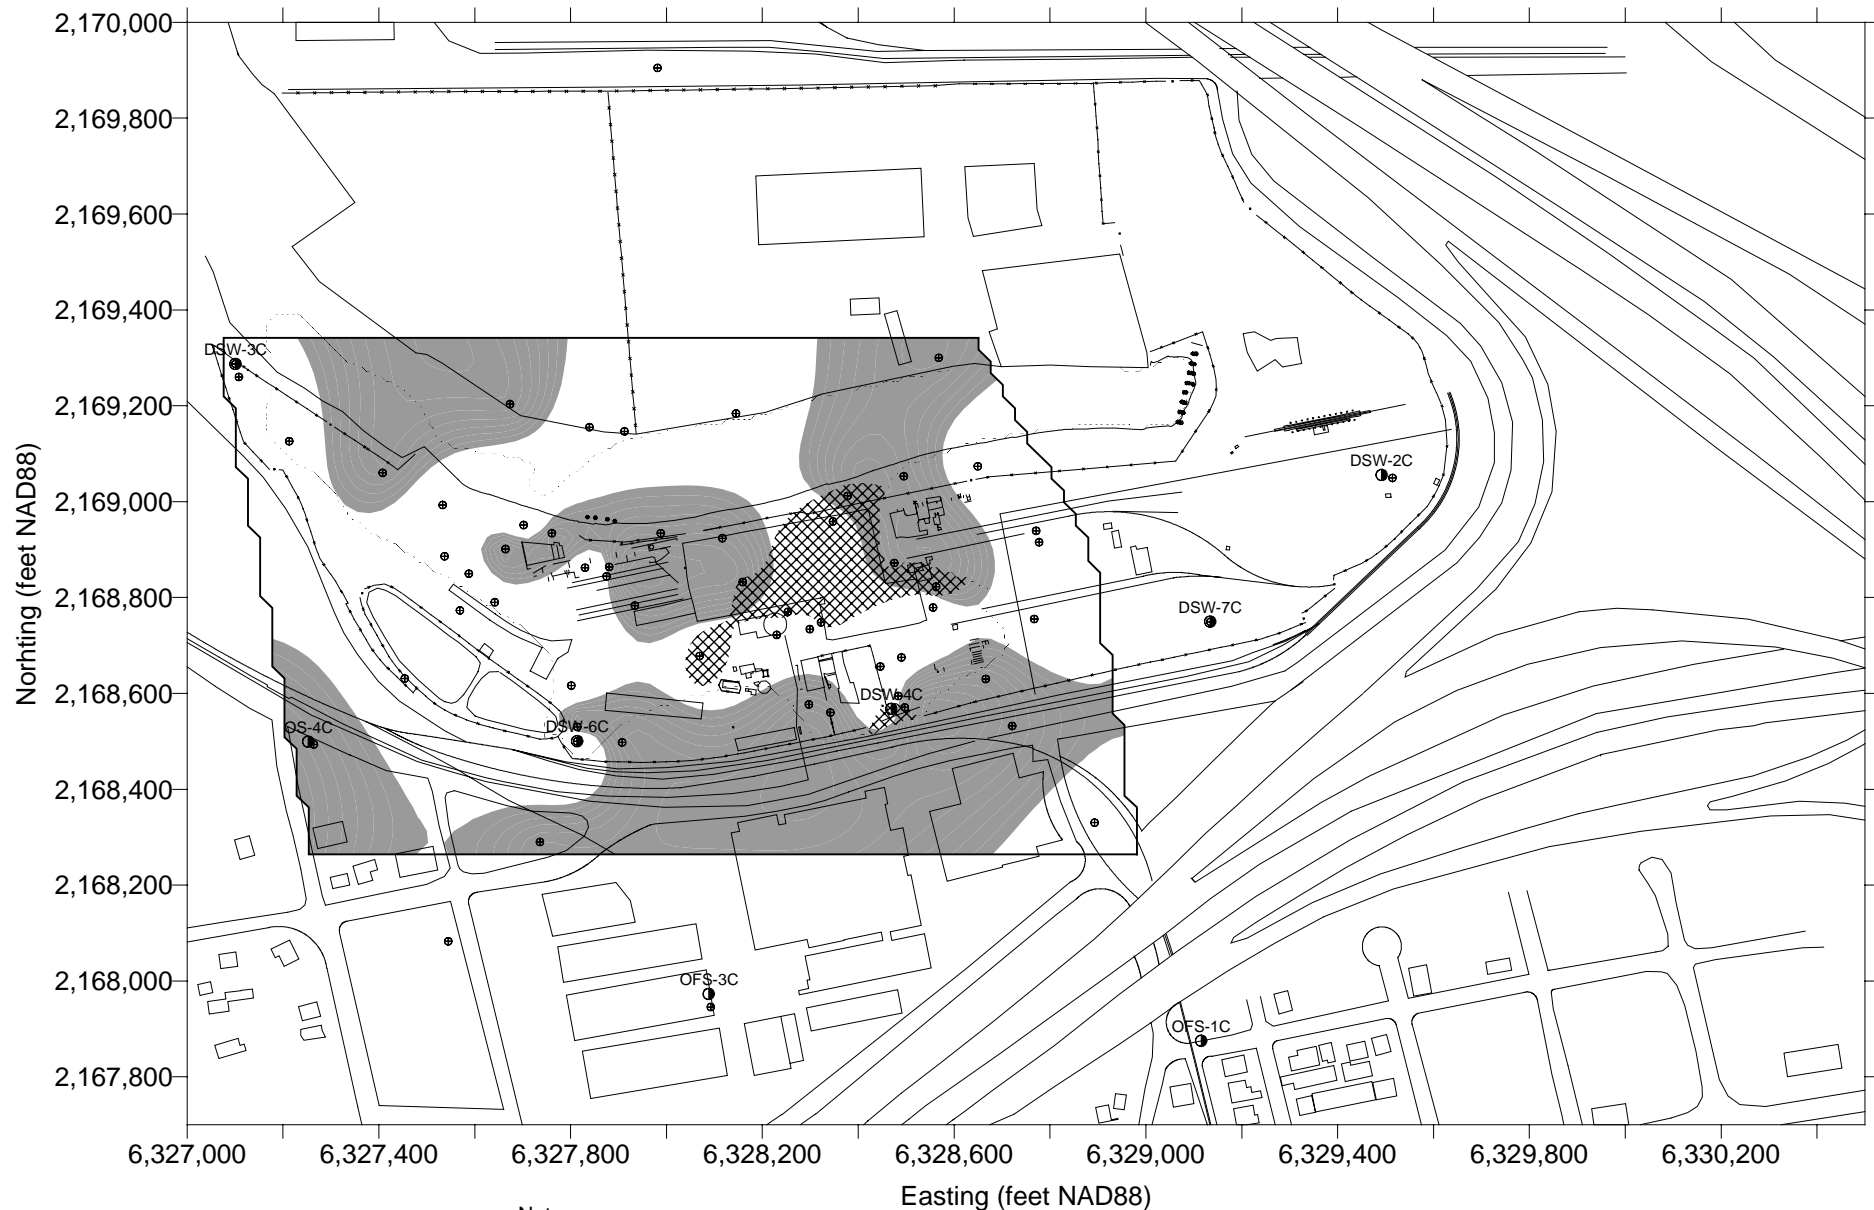 2,170,000
2,169,800
2,169,600
2,169,400
2,169,200
2,169,000
2,168,800
2,168,600
2,168,400
2,168,200
2,168,000
2,167,800
Norhting (feet NAD88)
DSW-3C
DSW-2C
DSW-7C
DSW-4C
OS-4C
DSW-6C
OFS-3C
OFS-1C
6,327,000
6,327,400
6,327,800
6,328,200
6,328,600
6,329,000
6,329,400
6,329,800
6,330,200
Easting (feet NAD88)